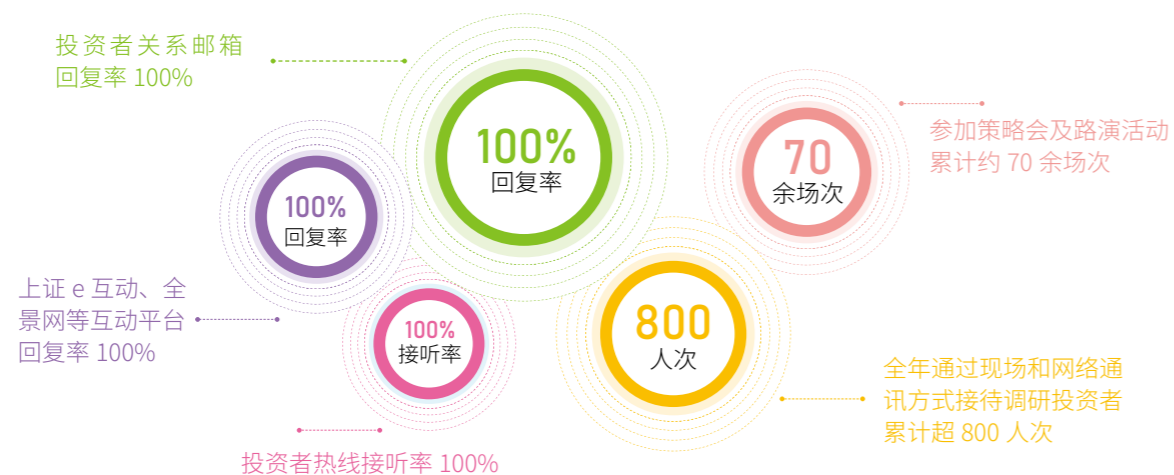 投资者关系邮箱
回复率 100%
100%
回复率
70
余场次
参加策略会及路演活动
累计约 70 余场次
100%
回复率
上证 e 互动、全
景网等互动平台
回复率 100%
100%
接听率
投资者热线接听率 100%
800
人次
全年通过现场和网络通
讯方式接待调研投资者
累计超 800 人次